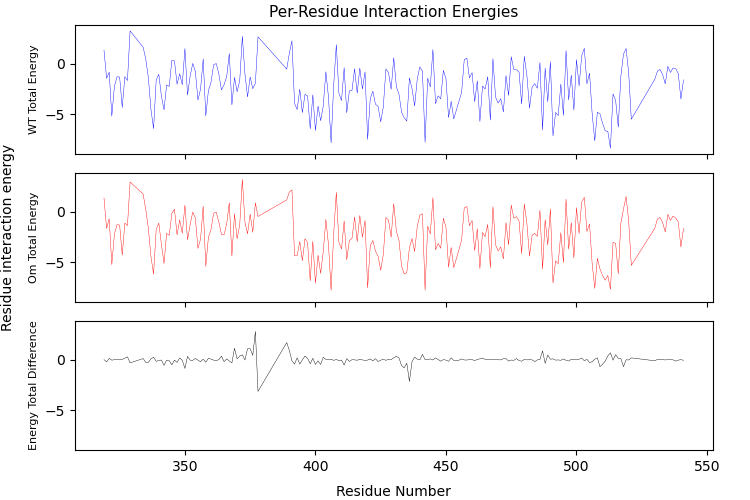 Per-Residue Interaction Energies
Residue interaction energy
WT Total Energy
0
−5
Om Total Energy
0
−5
Energy Total Difference
0
−5
350
400
450
500
550
Residue Number